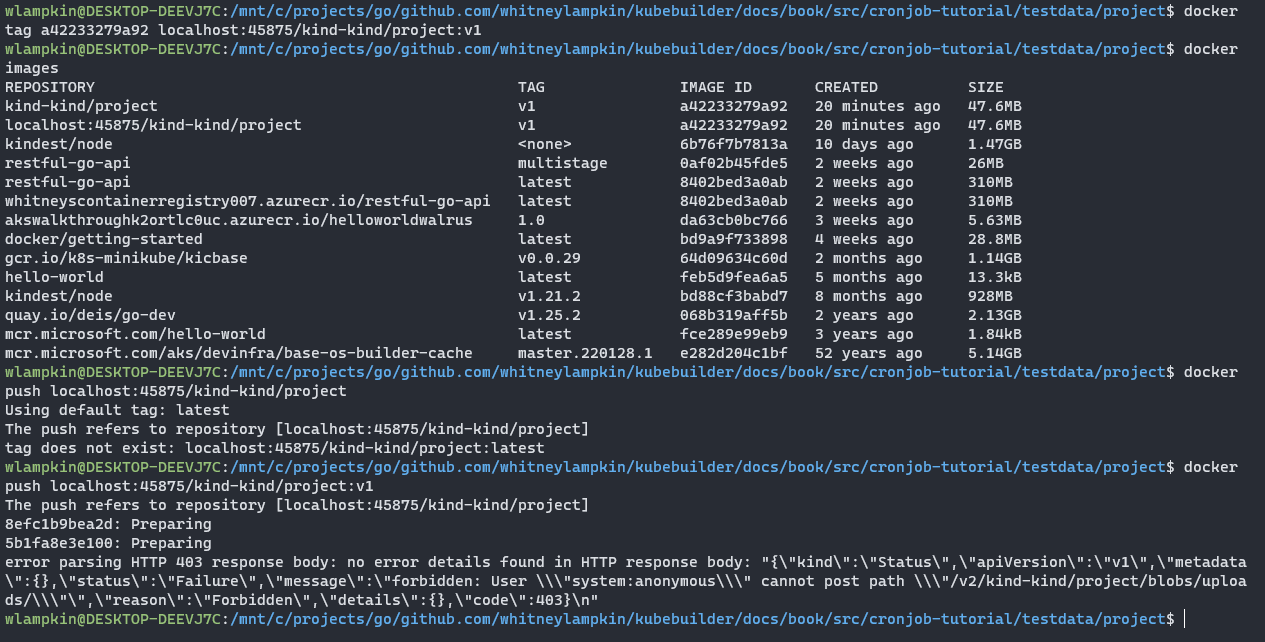 wlampkin@DESKTOP-DEEVJ7C:/mnt/c/projects/go/github.com/whitneylampkin/kubebuilder/docs/book/src/cronjob-tutorial/testdata/project$ docker
tag a42233279a92 localhost:45875/kind-kind/project:v1
wlampkin@DESKTOP-DEEVJ7C:/mnt/c/projects/go/github.com/whitneylampkin/kubebuilder/docs/book/src/cronjob-tutorial/testdata/project$ docker
images
REPOSITORY TAG IMAGE ID CREATED SIZE
kind-kind/project v1 a42233279a92 20 minutes ago 47.6MB
localhost:45875/kind-kind/project v1 a42233279a92 20 minutes ago 47.6MB
kindest/node <none> 6b76f7b7813a 10 days ago 1.47GB
restful-go-api multistage 0af02b45fde5 2 weeks ago 26MB
restful-go-api latest 8402bed3a0ab 2 weeks ago 310MB
whitneyscontainerregistry007.azurecr.io/restful-go-api latest 8402bed3a0ab 2 weeks ago 310MB
akswalkthroughk2ortlc0uc.azurecr.io/helloworldwalrus 1.0 da63cb0bc766 3 weeks ago 5.63MB
docker/getting-started latest bd9a9f733898 4 weeks ago 28.8MB
gcr.io/k8s-minikube/kicbase v0.0.29 64d09634c60d 2 months ago 1.14GB
hello-world latest feb5d9fea6a5 5 months ago 13.3kB
kindest/node v1.21.2 bd88cf3babd7 8 months ago 928MB
quay.io/deis/go-dev v1.25.2 068b319aff5b 2 years ago 2.13GB
mcr.microsoft.com/hello-world latest fce289e99eb9 3 years ago 1.84kB
mcr.microsoft.com/aks/devinfra/base-os-builder-cache master.220128.1 e282d204c1bf 52 years ago 5.14GB
wlampkin@DESKTOP-DEEVJ7C:/mnt/c/projects/go/github.com/whitneylampkin/kubebuilder/docs/book/src/cronjob-tutorial/testdata/project$ docker
push localhost:45875/kind-kind/project
Using default tag: latest
The push refers to repository [localhost:45875/kind-kind/project]
tag does not exist: localhost:45875/kind-kind/project:latest
wlampkin@DESKTOP-DEEVJ7C:/mnt/c/projects/go/github.com/whitneylampkin/kubebuilder/docs/book/src/cronjob-tutorial/testdata/project$ docker
push localhost:45875/kind-kind/project:v1
The push refers to repository [localhost:45875/kind-kind/project]
8efc1b9bea2d: Preparing
5b1fa8e3e100: Preparing
error parsing HTTP 403 response body: no error details found in HTTP response body: "{\"kind\":\"Status\",\"apiVersion\":\"v1\",\"metadata
\":{},\"status\":\"Failure\",\"message\":\"forbidden: User \\\"system:anonymous\\\" cannot post path \\\"/v2/kind-kind/project/blobs/uploa
ds/\\\"\",\"reason\":\"Forbidden\",\"details\":{},\"code\":403}\n"
wlampkin@DESKTOP-DEEVJ7C:/mnt/c/projects/go/github.com/whitneylampkin/kubebuilder/docs/book/src/cronjob-tutorial/testdata/project$